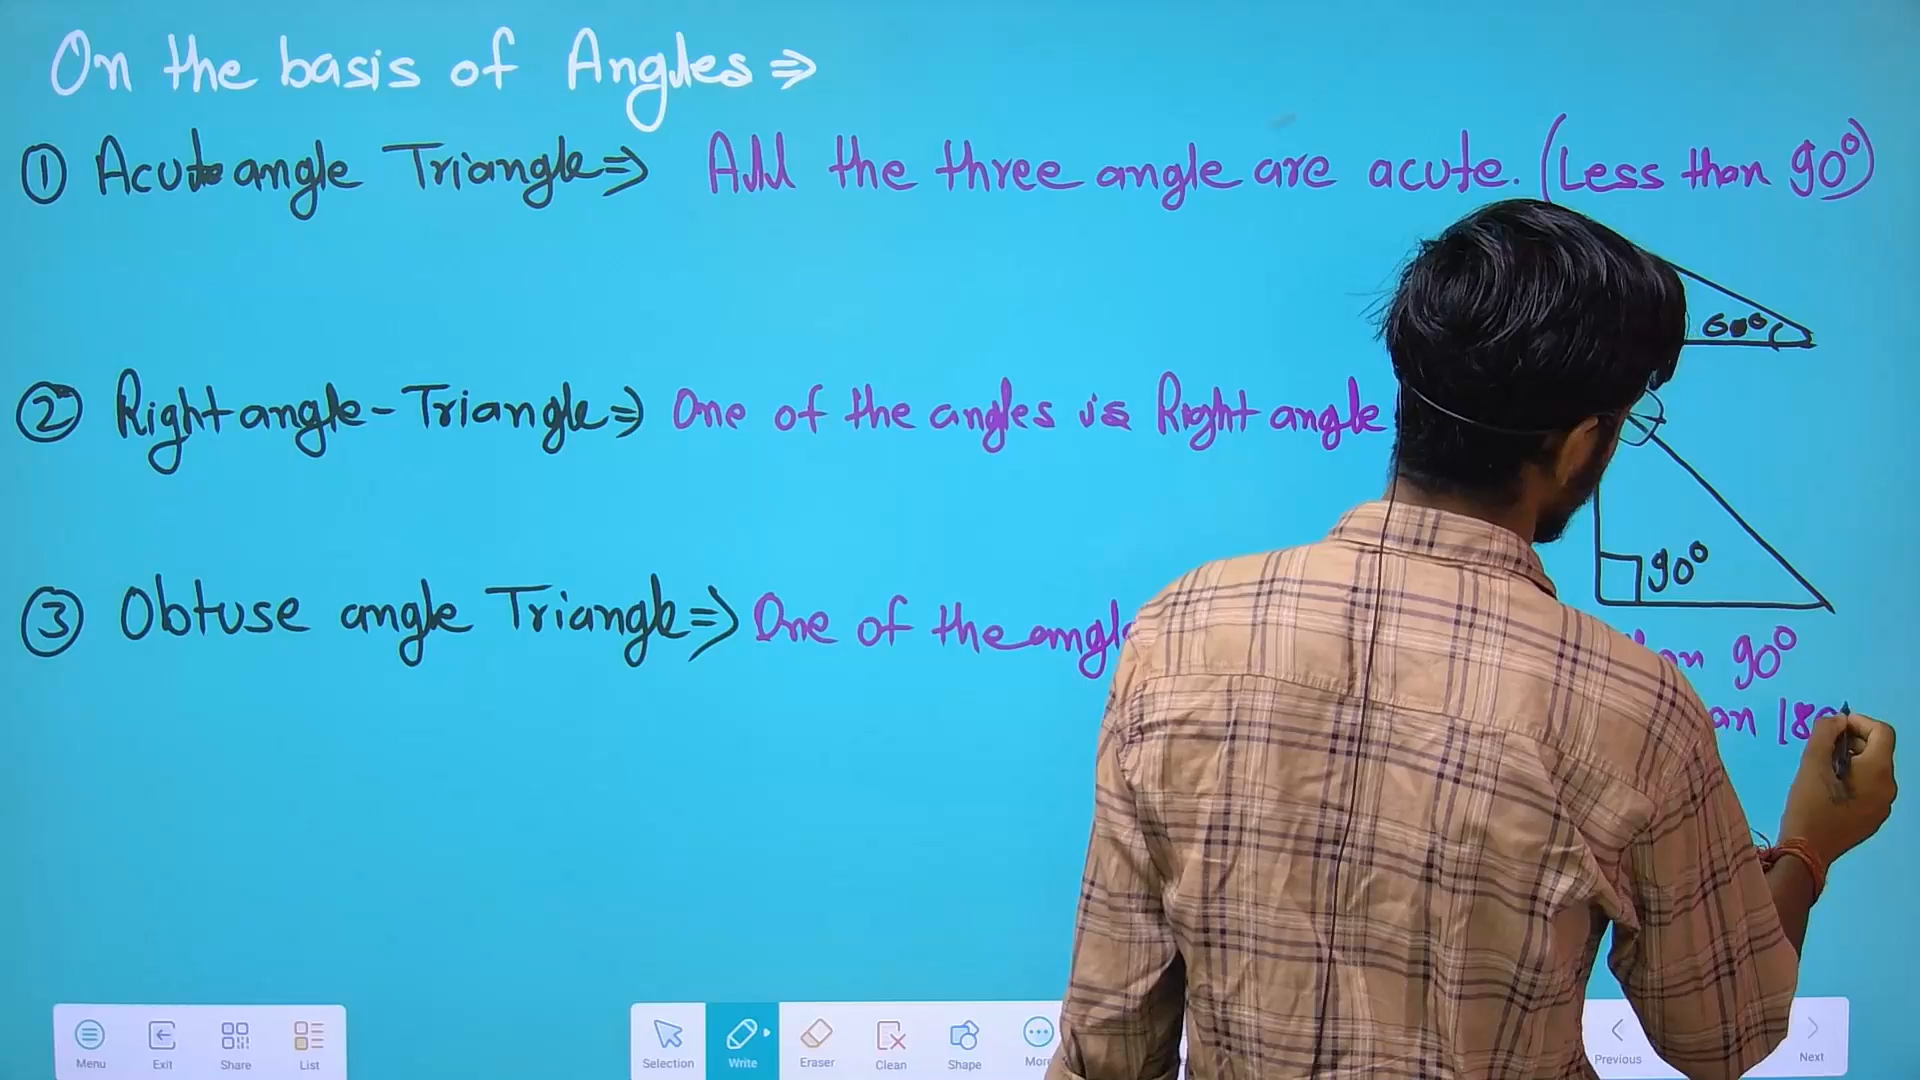 On the basis of Angles ⇒
① Acute angle Triangle ⇒ All the three angle are acute. (Less than 90°)
60°
② Right angle - Triangle ⇒ One of the angles is Right angle
90°
③ Obtuse angle Triangle ⇒ One of the angle
90°
Menu Exit Share List Selection Write Eraser Clean Shape More Previous Next